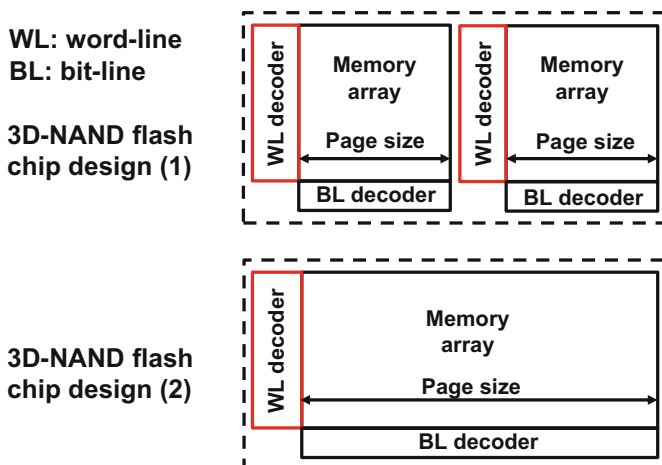 WL: word-line
BL: bit-line
3D-NAND flash
chip design (1)
WL decoder
Memory
array
Page size
BL decoder
WL decoder
Memory
array
Page size
BL decoder
3D-NAND flash
chip design (2)
WL decoder
Memory
array
Page size
BL decoder